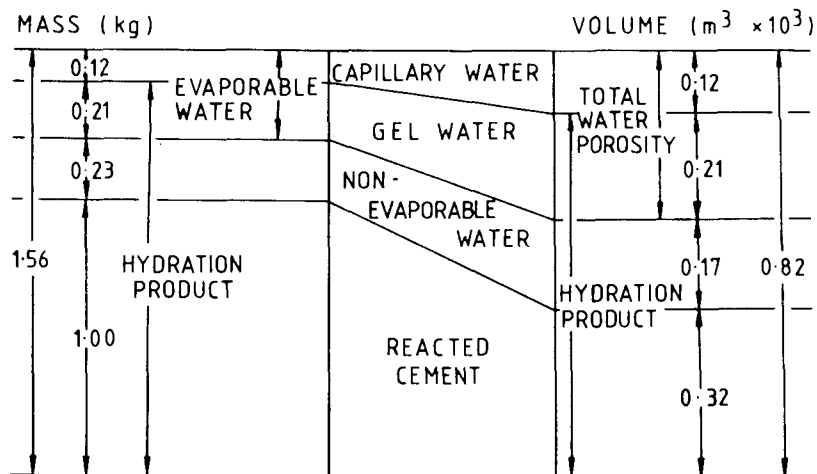 MASS (kg)
VOLUME (m³ ×10³)
0·12
EVAPORABLE
WATER
CAPILLARY WATER
TOTAL
WATER
POROSITY
0·12
0·21
GEL WATER
0·21
0·23
NON-
EVAPORABLE
WATER
1·56
HYDRATION
PRODUCT
0·17
0·82
HYDRATION
PRODUCT
1·00
REACTED
CEMENT
0·32